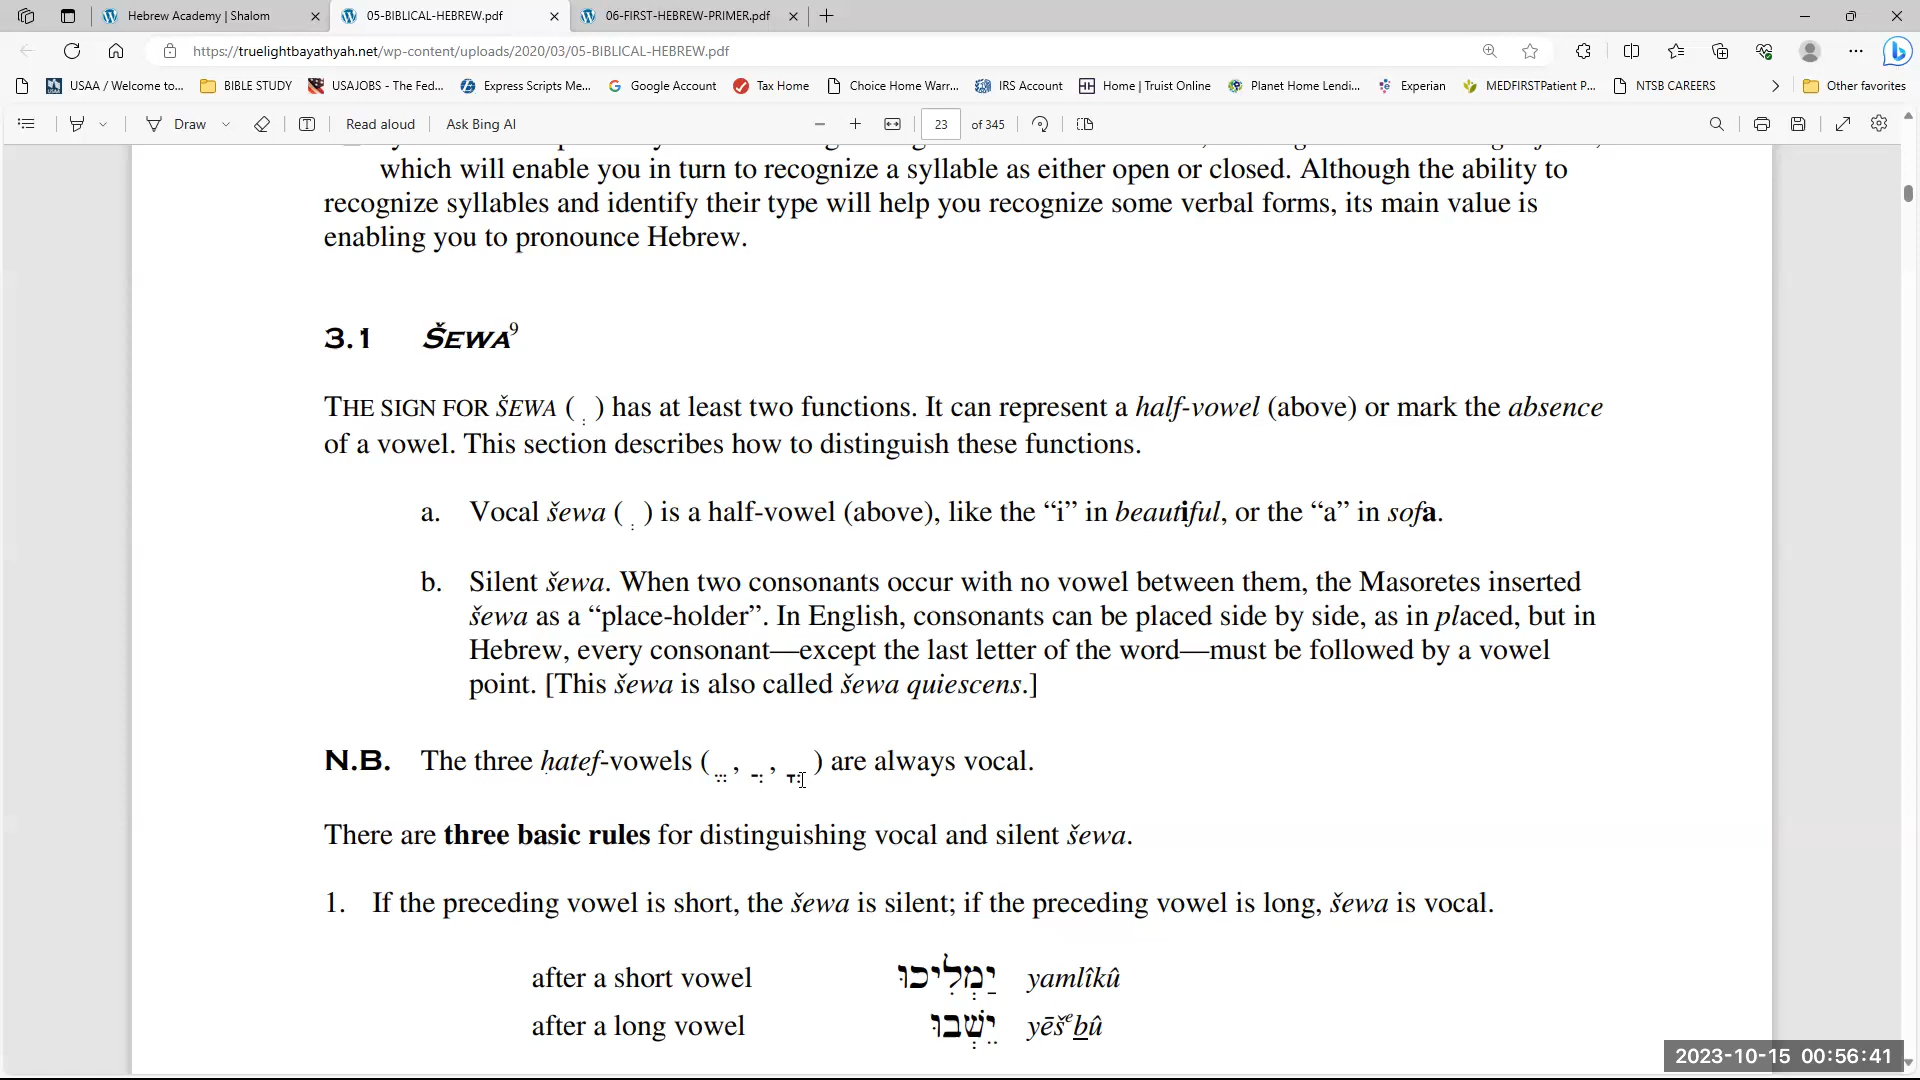 Hebrew Academy | Shalom
05-BIBLICAL-HEBREW.pdf
06-FIRST-HEBREW-PRIMER.pdf
https://truelightbayathyah.net/wp-content/uploads/2020/03/05-BIBLICAL-HEBREW.pdf
USAA / Welcome to... BIBLE STUDY USAJOBS - The Fed... Express Scripts Me... Google Account Tax Home Choice Home Warr... IRS Account Home | Truist Online Planet Home Lendi... Experian MEDFIRSTPatient P... NTSB CAREERS Other favorites
Draw Read aloud Ask Bing AI 23 of 345
which will enable you in turn to recognize a syllable as either open or closed. Although the ability to
recognize syllables and identify their type will help you recognize some verbal forms, its main value is
enabling you to pronounce Hebrew.
3.1 ŠEWA⁹
THE SIGN FOR ŠEWA ( ְ ) has at least two functions. It can represent a half-vowel (above) or mark the absence
of a vowel. This section describes how to distinguish these functions.
a. Vocal šewa ( ְ ) is a half-vowel (above), like the “i” in beautiful, or the “a” in sofa.
b. Silent šewa. When two consonants occur with no vowel between them, the Masoretes inserted
šewa as a “place-holder”. In English, consonants can be placed side by side, as in placed, but in
Hebrew, every consonant—except the last letter of the word—must be followed by a vowel
point. [This šewa is also called šewa quiescens.]
N.B. The three ḥatef-vowels ( ֱ , ֲ , ֳ ) are always vocal.
There are three basic rules for distinguishing vocal and silent šewa.
1. If the preceding vowel is short, the šewa is silent; if the preceding vowel is long, šewa is vocal.
after a short vowel יַמְלִיכוּ yamlîkû
after a long vowel יֵשְׁבוּ yēšᵉḇû
2023-10-15 00:56:41